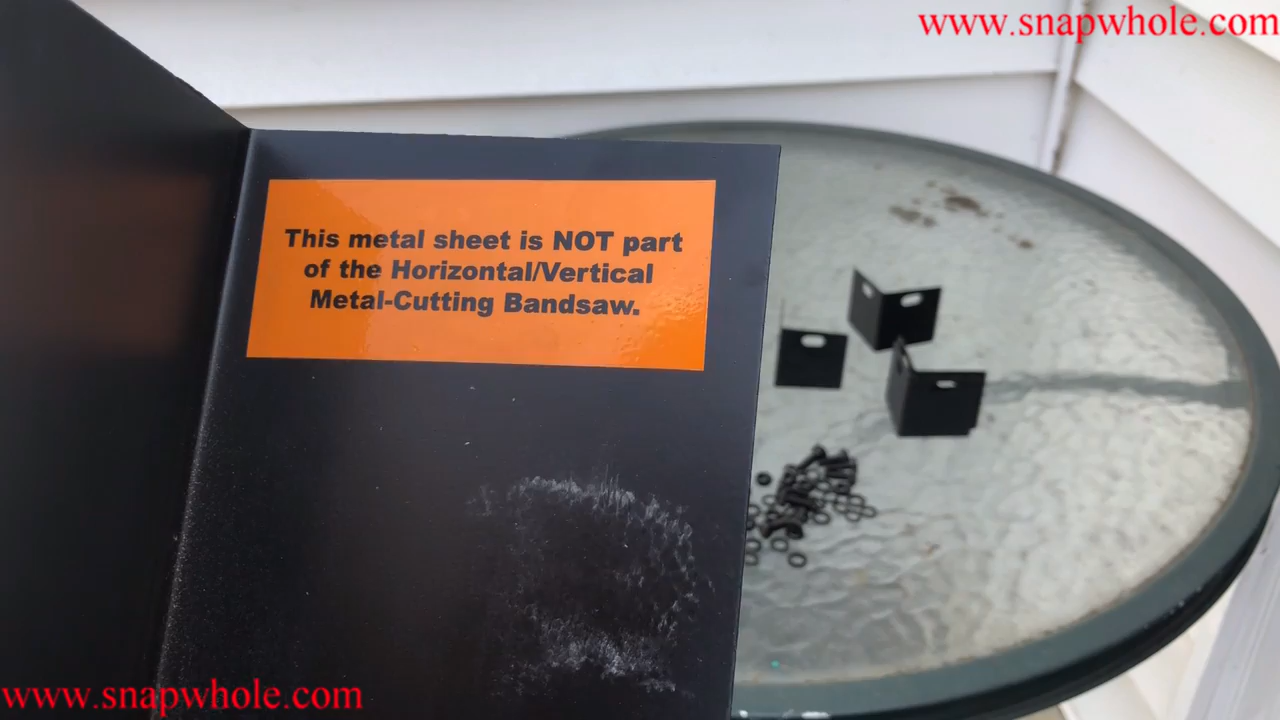 www.snapwhole.com
This metal sheet is NOT part
of the Horizontal/Vertical
Metal-Cutting Bandsaw.
www.snapwhole.com